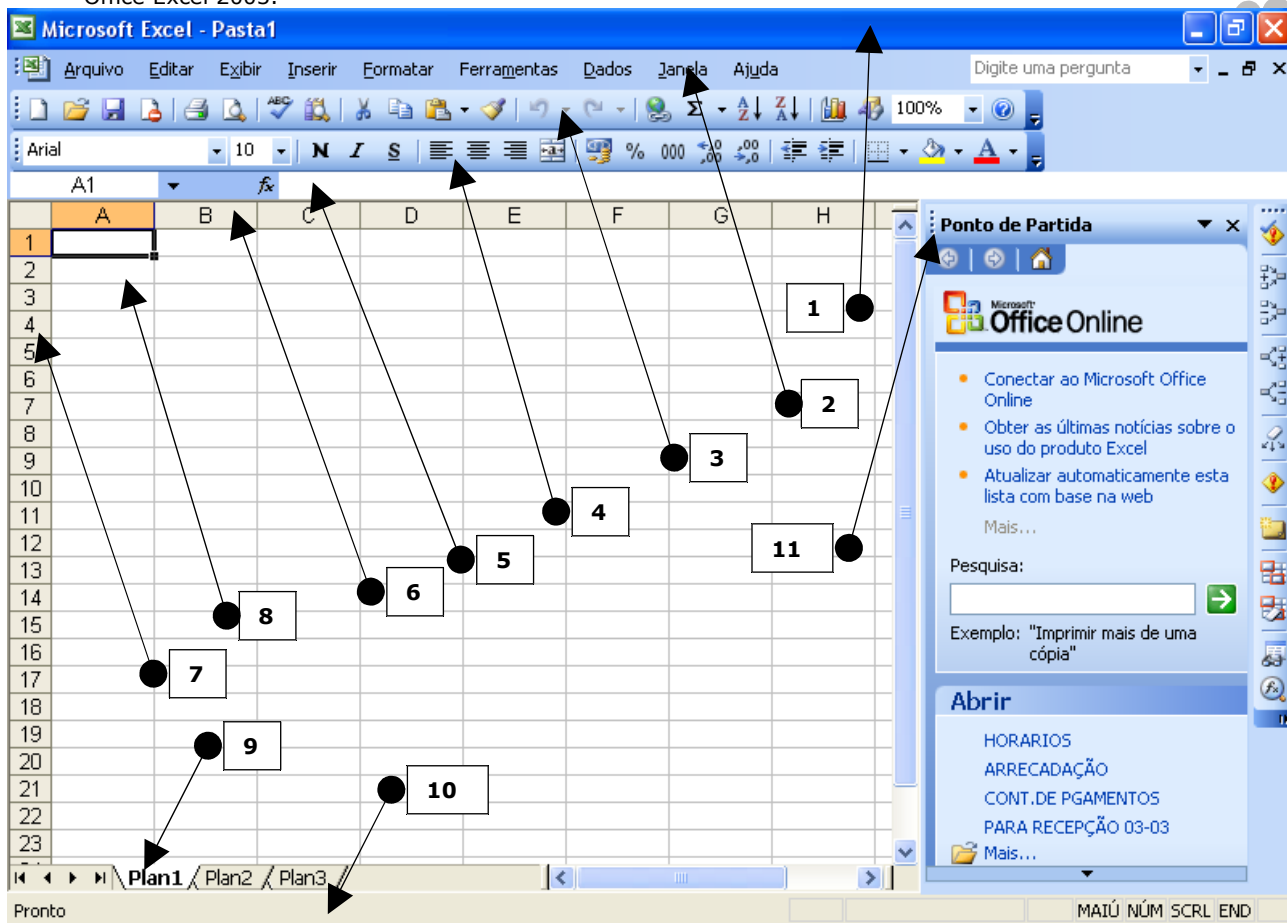 Office Excel 2003.
Microsoft Excel - Pasta1
Arquivo Editar Exibir Inserir Formatar Ferramentas Dados Janela Ajuda Digite uma pergunta
ABC Σ A Z Z A 100%
Arial 10 N I S % 000 A
A1 fx
A B C D E F G H
1
2
3
4
5
6
7
8
9
10
11
12
13
14
15
16
17
18
19
20
21
22
23
1
2
3
4
5
6
7
8
9
10
11
Ponto de Partida
Microsoft
Office Online
Conectar ao Microsoft Office
Online
Obter as últimas notícias sobre o
uso do produto Excel
Atualizar automaticamente esta
lista com base na web
Mais...
Pesquisa:
Exemplo: "Imprimir mais de uma
cópia"
Abrir
HORARIOS
ARRECADAÇÃO
CONT.DE PGAMENTOS
PARA RECEPÇÃO 03-03
Mais...
Plan1 Plan2 Plan3
Pronto MAIÚ NÚM SCRL END